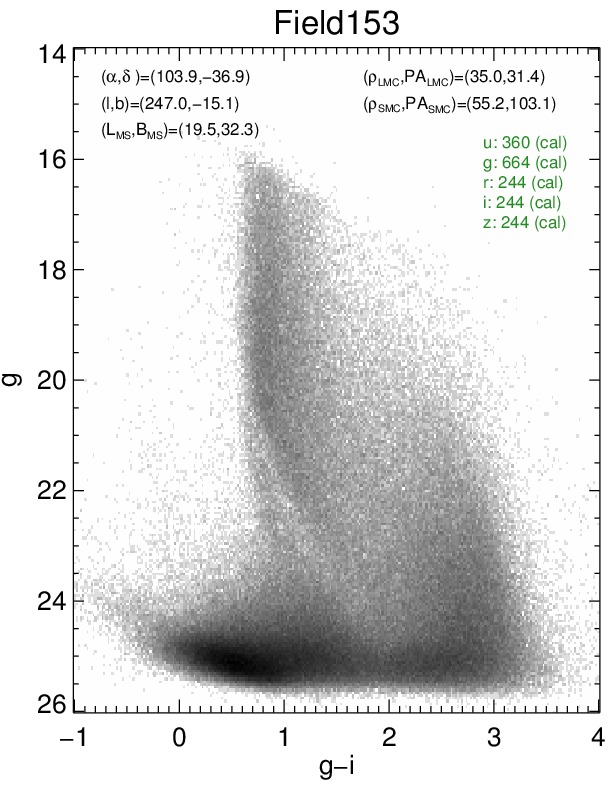 Field153
(α,δ )=(103.9,−36.9)
(l,b)=(247.0,−15.1)
(LMS,BMS)=(19.5,32.3)
(ρLMC,PALMC)=(35.0,31.4)
(ρSMC,PASMC)=(55.2,103.1)
u: 360 (cal)
g: 664 (cal)
r: 244 (cal)
i: 244 (cal)
z: 244 (cal)
14
16
18
20
22
24
26
g
−1 0 1 2 3 4
g−i